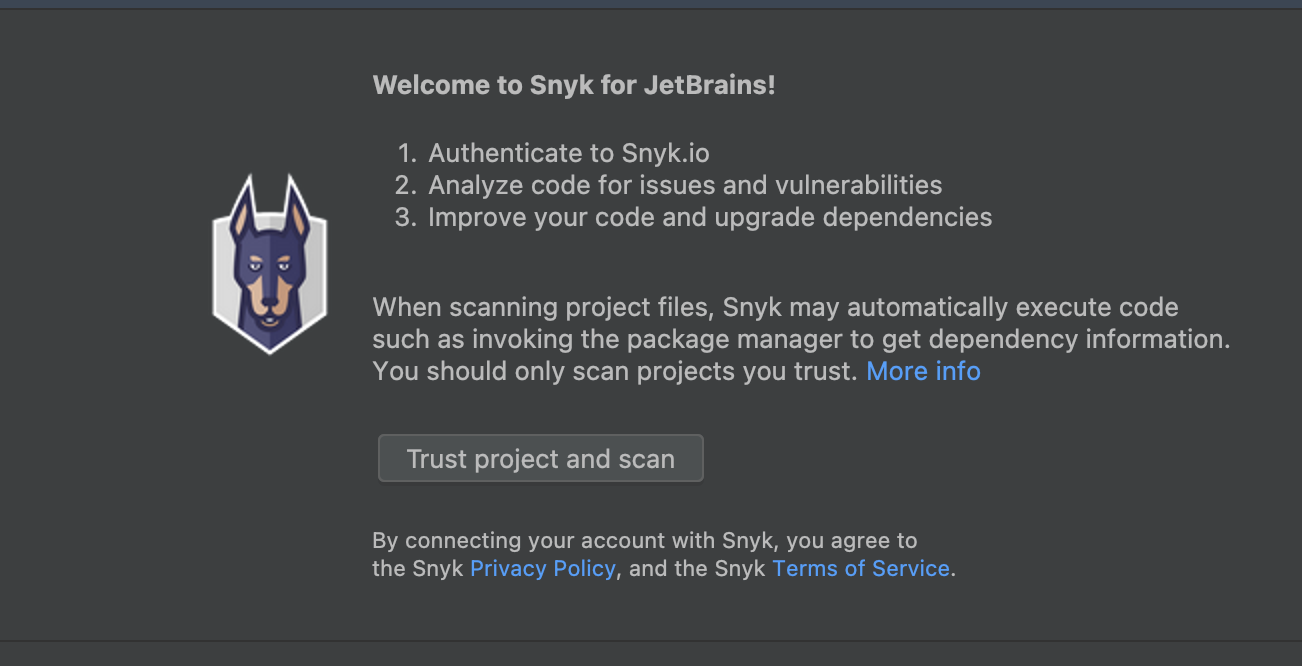 Welcome to Snyk for JetBrains!
1. Authenticate to Snyk.io
2. Analyze code for issues and vulnerabilities
3. Improve your code and upgrade dependencies
When scanning project files, Snyk may automatically execute code
such as invoking the package manager to get dependency information.
You should only scan projects you trust. More info
Trust project and scan
By connecting your account with Snyk, you agree to
the Snyk Privacy Policy, and the Snyk Terms of Service.